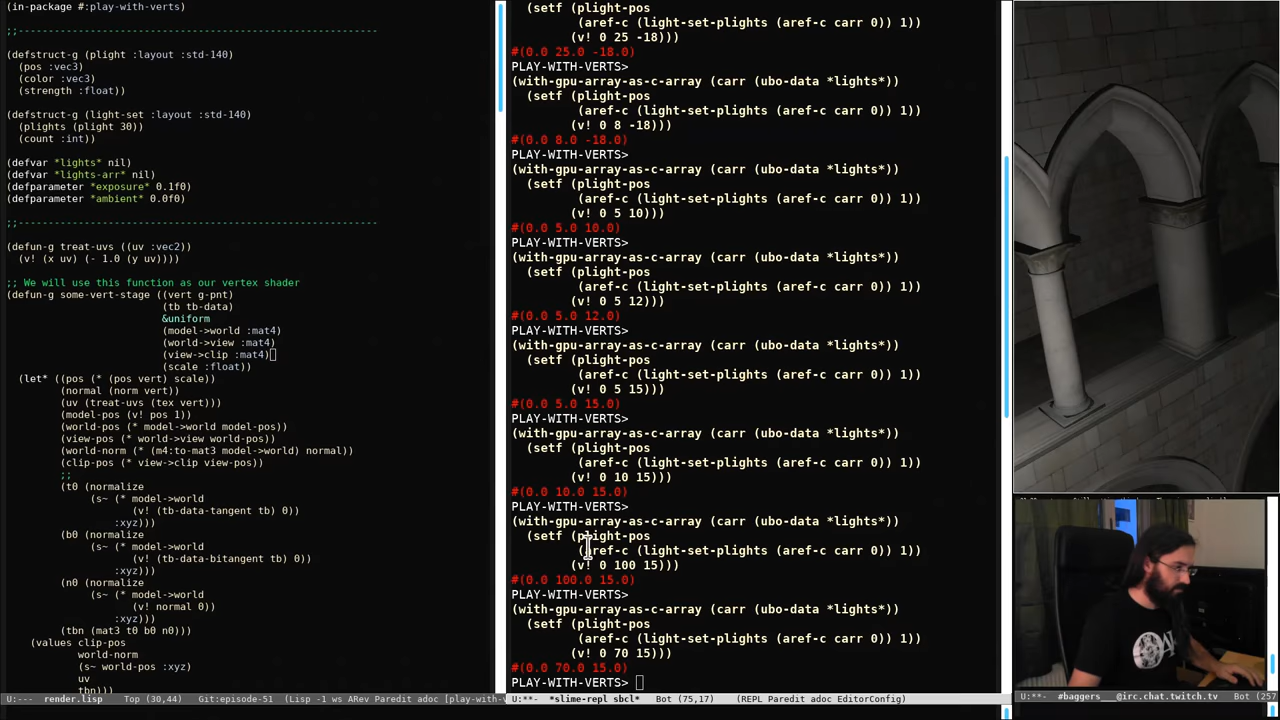 (in-package #:play-with-verts)
;;----------------------------------------------------------
(defstruct-g (plight :layout :std-140)
  (pos :vec3)
  (color :vec3)
  (strength :float))
(defstruct-g (light-set :layout :std-140)
  (plights (plight 30))
  (count :int))
(defvar *lights* nil)
(defvar *lights-arr* nil)
(defparameter *exposure* 0.1f0)
(defparameter *ambient* 0.0f0)
;;----------------------------------------------------------
(defun-g treat-uvs ((uv :vec2))
  (v! (x uv) (- 1.0 (y uv))))
;; We will use this function as our vertex shader
(defun-g some-vert-stage ((vert g-pnt)
(tb tb-data)
&uniform
(model->world :mat4)
(world->view :mat4)
(view->clip :mat4)
(scale :float))
(let* ((pos (* (pos vert) scale))
(normal (norm vert))
(uv (treat-uvs (tex vert)))
(model-pos (v! pos 1))
(world-pos (* model->world model-pos))
(view-pos (* world->view world-pos))
(world-norm (* (m4:to-mat3 model->world) normal))
(clip-pos (* view->clip view-pos))
;;
(t0 (normalize
(s~ (* model->world
(v! (tb-data-tangent tb) 0))
:xyz)))
(b0 (normalize
(s~ (* model->world
(v! (tb-data-bitangent tb) 0))
:xyz)))
(n0 (normalize
(s~ (* model->world
(v! normal 0))
:xyz)))
(tbn (mat3 t0 b0 n0)))
(values clip-pos
world-norm
(s~ world-pos :xyz)
uv
tbn)))
U:---  render.lisp    Top (30,44)    Git:episode-51  (Lisp -1 ws ARev Paredit adoc [play-with-v
(setf (plight-pos
(aref-c (light-set-plights (aref-c carr 0)) 1))
(v! 0 25 -18)))
#(0.0 25.0 -18.0)
PLAY-WITH-VERTS>
(with-gpu-array-as-c-array (carr (ubo-data *lights*))
(setf (plight-pos
(aref-c (light-set-plights (aref-c carr 0)) 1))
(v! 0 8 -18)))
#(0.0 8.0 -18.0)
PLAY-WITH-VERTS>
(with-gpu-array-as-c-array (carr (ubo-data *lights*))
(setf (plight-pos
(aref-c (light-set-plights (aref-c carr 0)) 1))
(v! 0 5 10)))
#(0.0 5.0 10.0)
PLAY-WITH-VERTS>
(with-gpu-array-as-c-array (carr (ubo-data *lights*))
(setf (plight-pos
(aref-c (light-set-plights (aref-c carr 0)) 1))
(v! 0 5 12)))
#(0.0 5.0 12.0)
PLAY-WITH-VERTS>
(with-gpu-array-as-c-array (carr (ubo-data *lights*))
(setf (plight-pos
(aref-c (light-set-plights (aref-c carr 0)) 1))
(v! 0 5 15)))
#(0.0 5.0 15.0)
PLAY-WITH-VERTS>
(with-gpu-array-as-c-array (carr (ubo-data *lights*))
(setf (plight-pos
(aref-c (light-set-plights (aref-c carr 0)) 1))
(v! 0 10 15)))
#(0.0 10.0 15.0)
PLAY-WITH-VERTS>
(with-gpu-array-as-c-array (carr (ubo-data *lights*))
(setf (plight-pos
(aref-c (light-set-plights (aref-c carr 0)) 1))
(v! 0 100 15)))
#(0.0 100.0 15.0)
PLAY-WITH-VERTS>
(with-gpu-array-as-c-array (carr (ubo-data *lights*))
(setf (plight-pos
(aref-c (light-set-plights (aref-c carr 0)) 1))
(v! 0 70 15)))
#(0.0 70.0 15.0)
PLAY-WITH-VERTS>
U:**-  *slime-repl sbcl*    Bot (75,17)    (REPL Paredit adoc EditorConfig)
U:**-  #baggers___@irc.chat.twitch.tv    Bot (257